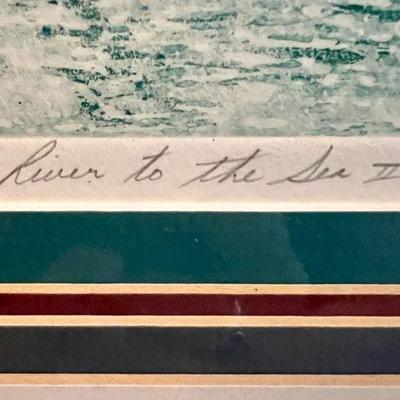 River to the Sea II